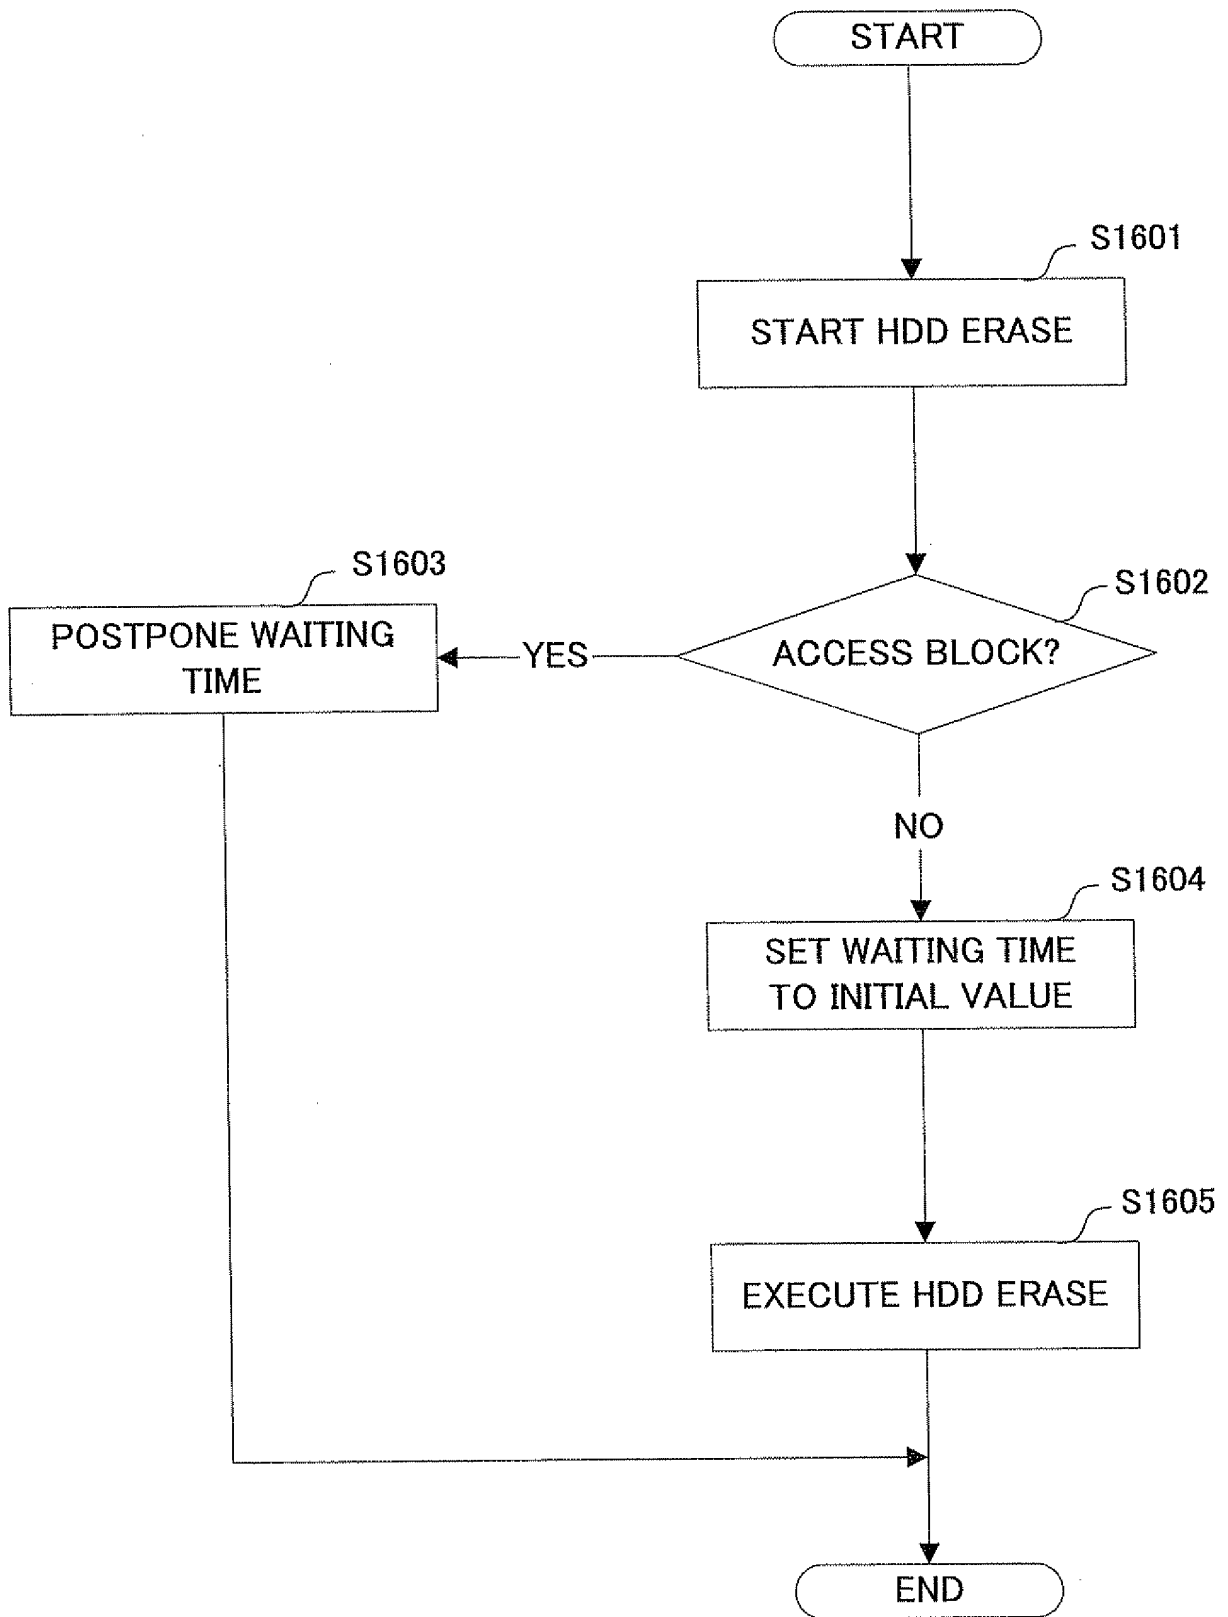 START
S1601
START HDD ERASE
S1603
S1602
POSTPONE WAITING
TIME
YES
ACCESS BLOCK?
NO
S1604
SET WAITING TIME
TO INITIAL VALUE
S1605
EXECUTE HDD ERASE
END